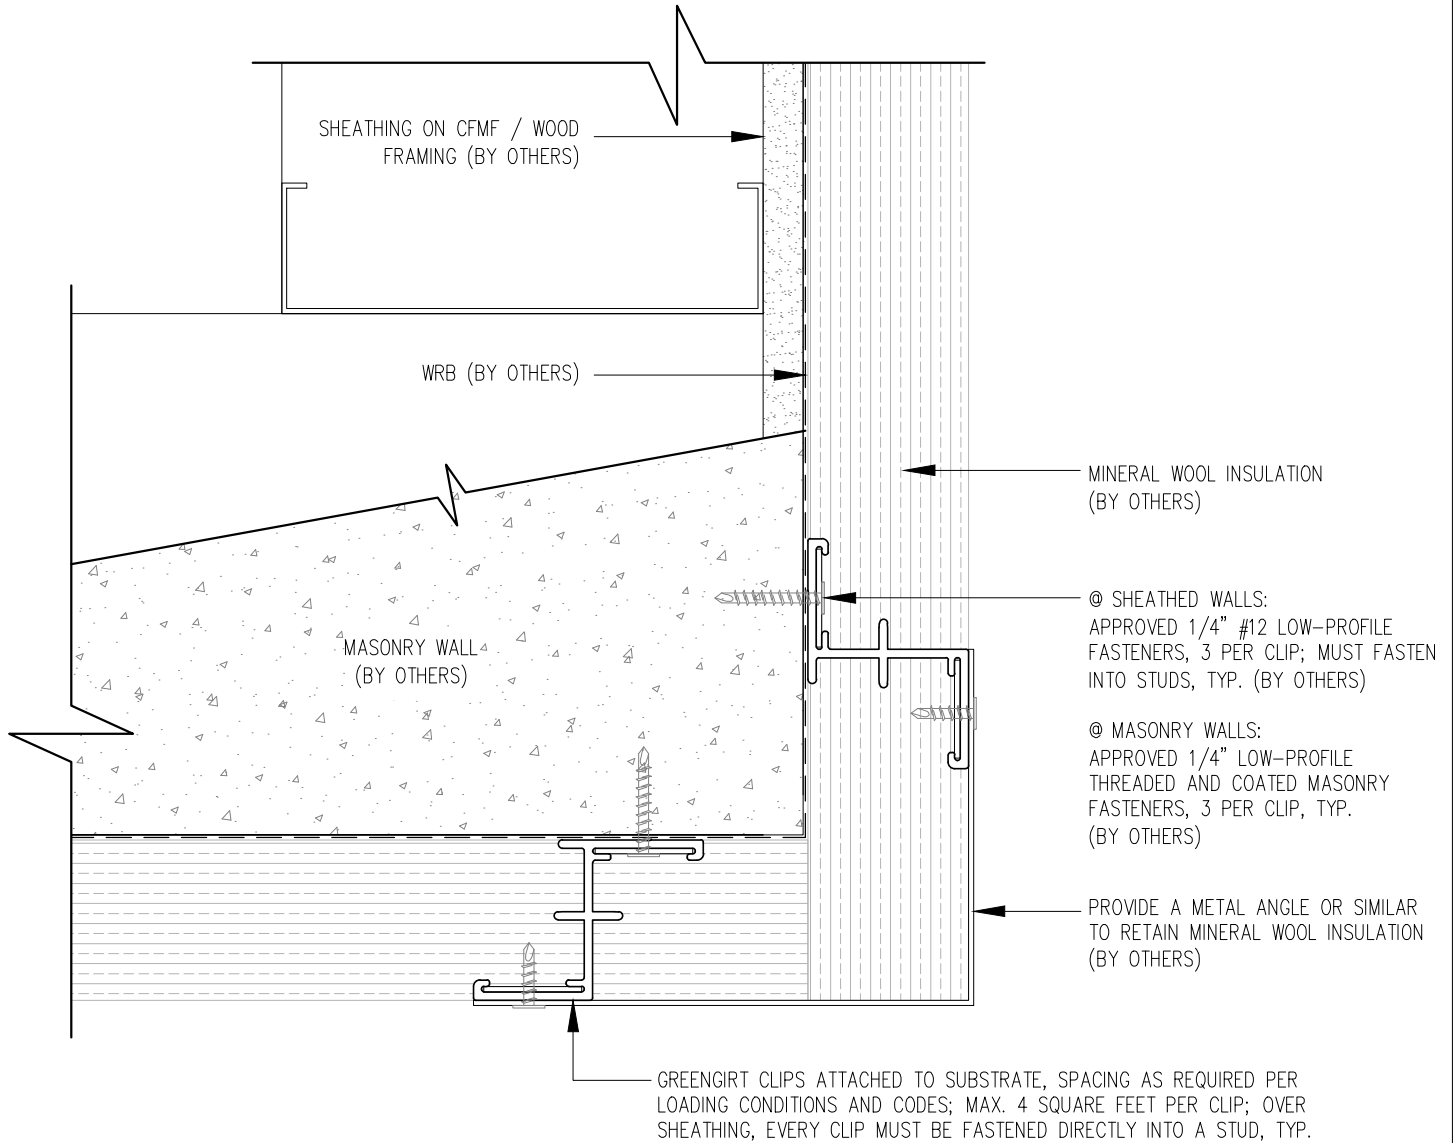 SHEATHING ON CFMF / WOOD
FRAMING (BY OTHERS)
WRB (BY OTHERS)
MINERAL WOOL INSULATION
(BY OTHERS)
@ SHEATHED WALLS:
APPROVED 1/4" #12 LOW-PROFILE
FASTENERS, 3 PER CLIP; MUST FASTEN
INTO STUDS, TYP. (BY OTHERS)
MASONRY WALL
(BY OTHERS)
@ MASONRY WALLS:
APPROVED 1/4" LOW-PROFILE
THREADED AND COATED MASONRY
FASTENERS, 3 PER CLIP, TYP.
(BY OTHERS)
PROVIDE A METAL ANGLE OR SIMILAR
TO RETAIN MINERAL WOOL INSULATION
(BY OTHERS)
GREENGIRT CLIPS ATTACHED TO SUBSTRATE, SPACING AS REQUIRED PER
LOADING CONDITIONS AND CODES; MAX. 4 SQUARE FEET PER CLIP; OVER
SHEATHING, EVERY CLIP MUST BE FASTENED DIRECTLY INTO A STUD, TYP.